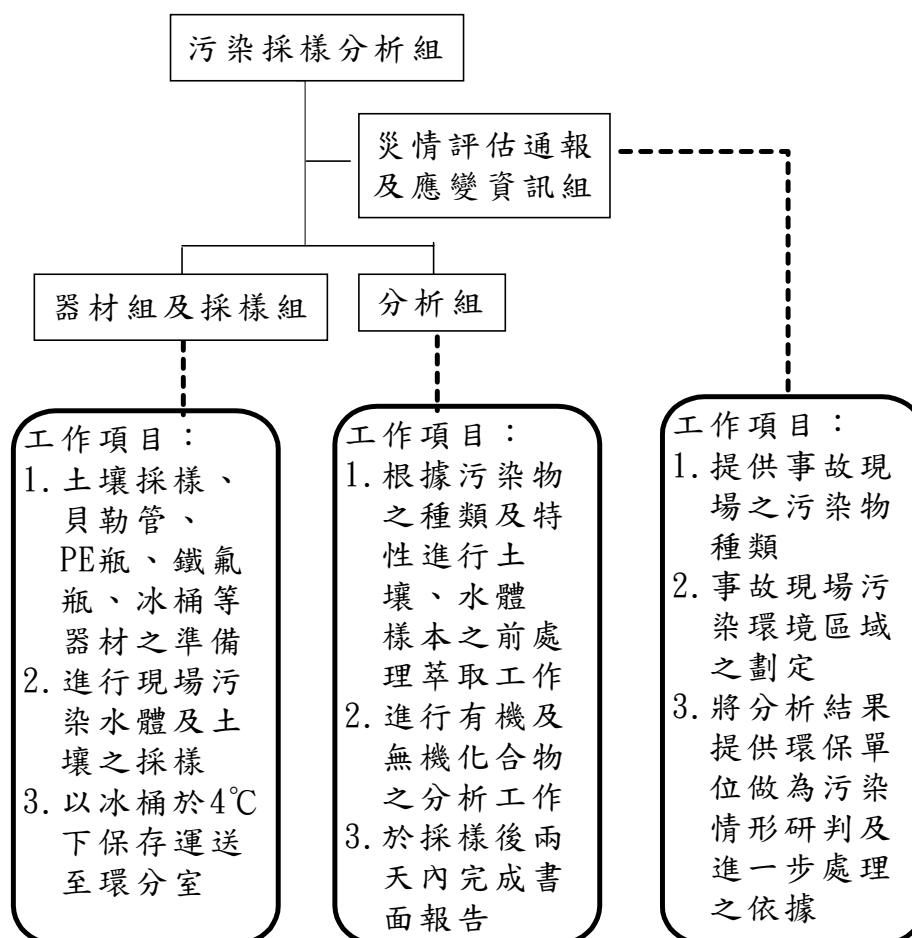 污染採樣分析組
災情評估通報
及應變資訊組
器材組及採樣組
分析組
工作項目：
1.土壤採樣、
貝勒管、
PE瓶、鐵氟
瓶、冰桶等
器材之準備
2.進行現場污
染水體及土
壤之採樣
3.以冰桶於4℃
下保存運送
至環分室
工作項目：
1.根據污染物
之種類及特
性進行土
壤、水體
樣本之前處
理萃取工作
2.進行有機及
無機化合物
之分析工作
3.於採樣後兩
天內完成書
面報告
工作項目：
1.提供事故現
場之污染物
種類
2.事故現場污
染環境區域
之劃定
3.將分析結果
提供環保單
位做為污染
情形研判及
進一步處理
之依據